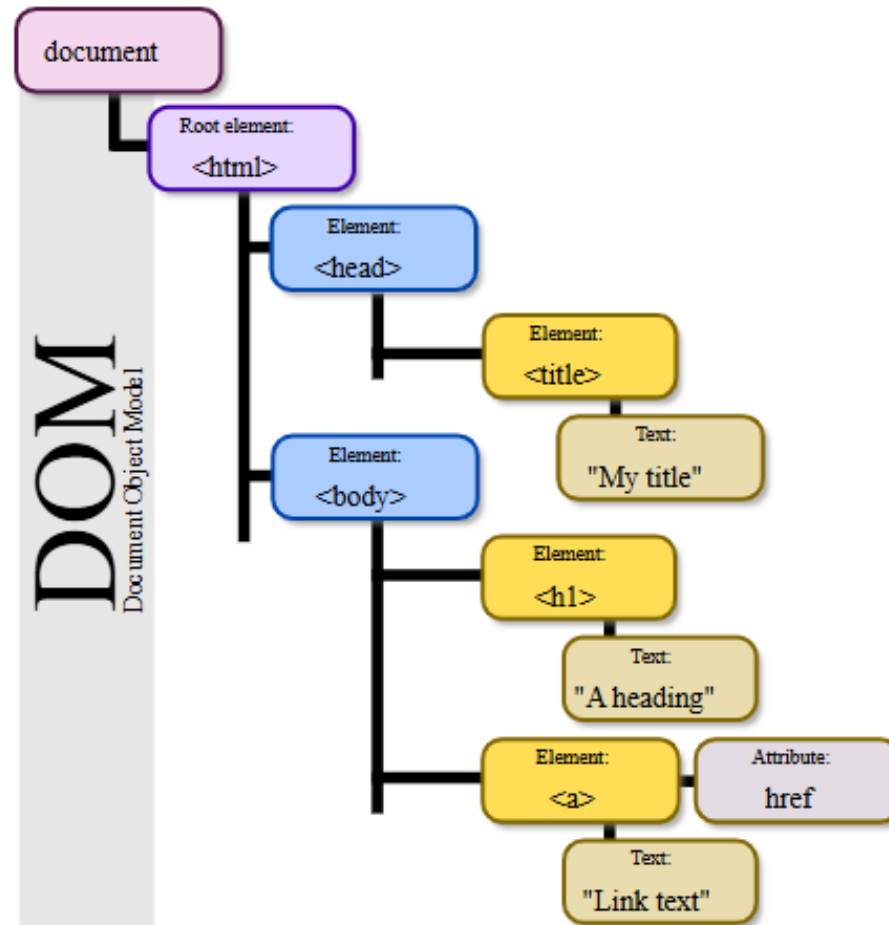 document
Root element:
<html>
Element:
<head>
Element:
<title>
Text:
"My title"
Element:
<body>
Element:
<h1>
Text:
"A heading"
Element:
<a>
Attribute:
href
Text:
"Link text"
DOM
Document Object Model